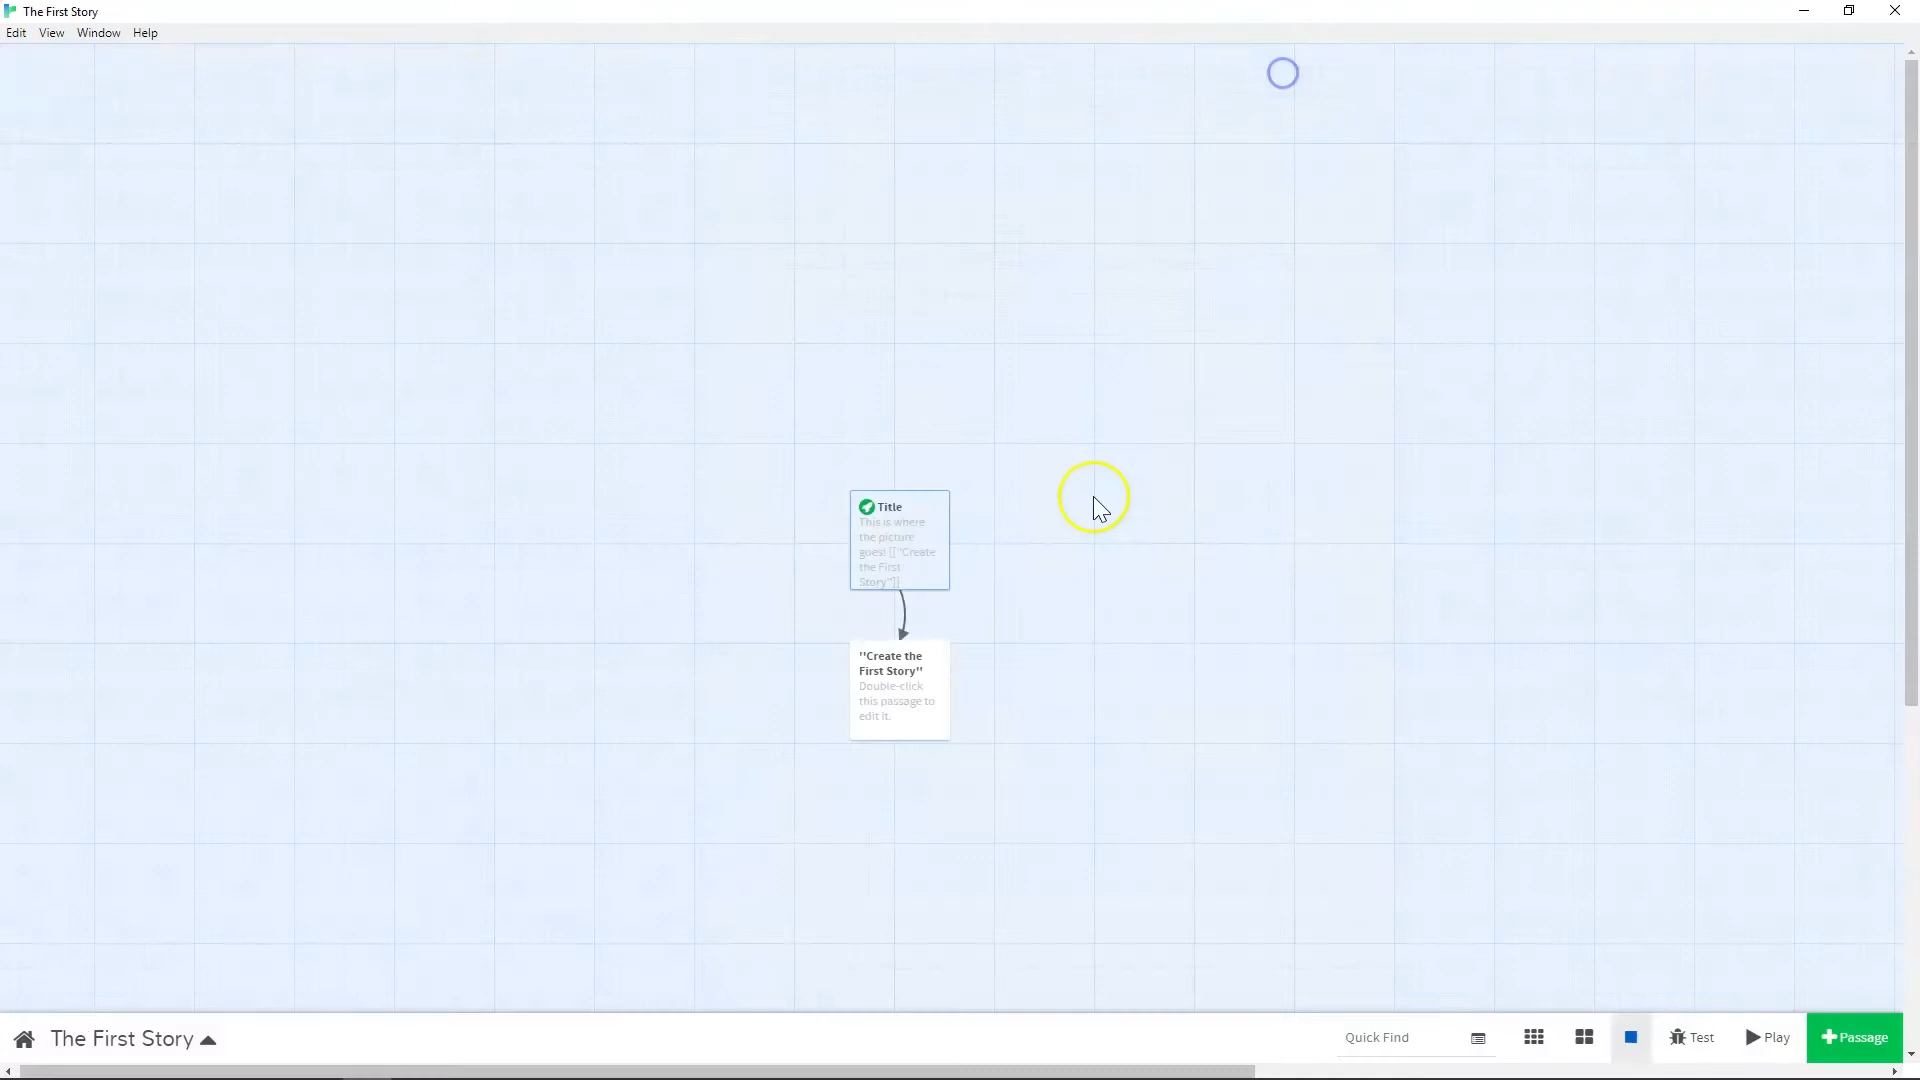 The First Story
Edit View Window Help
Title
This is where
the picture
goes! [[''Create
the First
Story'']]
''Create the
First Story''
Double-click
this passage to
edit it.
The First Story
Quick Find
Test
Play
Passage